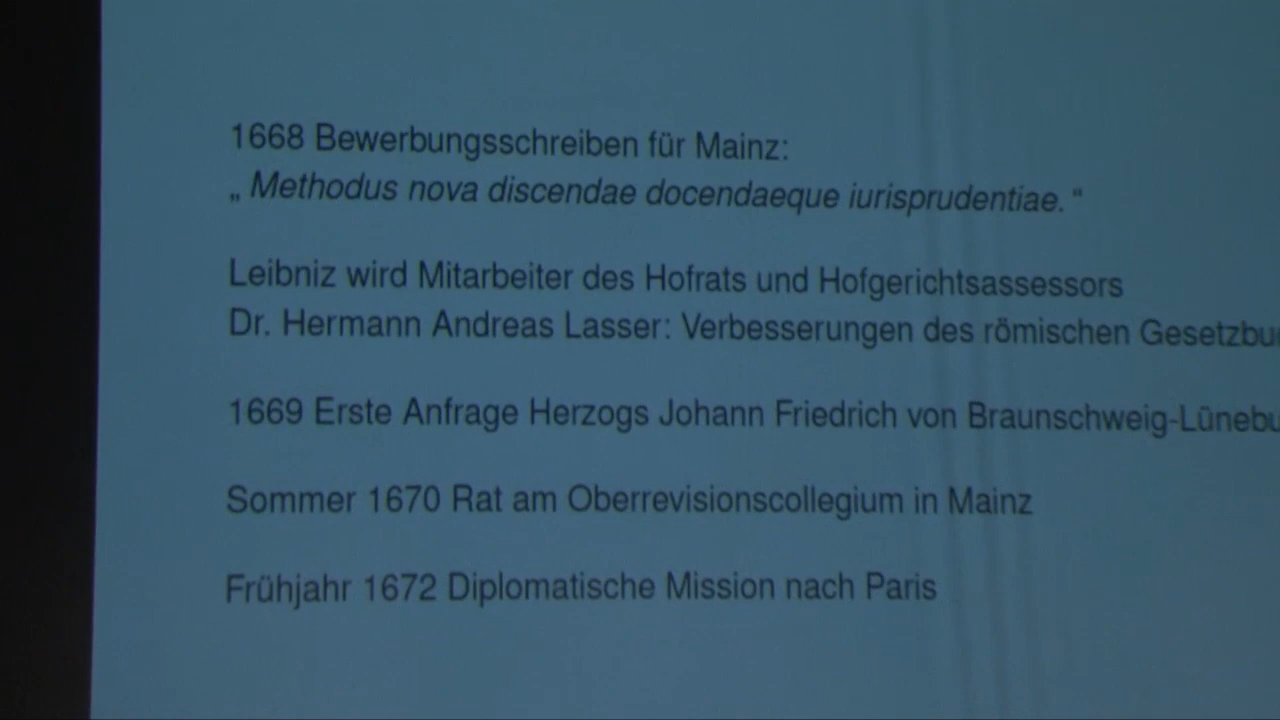 1668 Bewerbungsschreiben für Mainz:
„ Methodus nova discendae docendaeque iurisprudentiae. “
Leibniz wird Mitarbeiter des Hofrats und Hofgerichtsassessors
Dr. Hermann Andreas Lasser: Verbesserungen des römischen
1669 Erste Anfrage Herzogs Johann Friedrich von
Sommer 1670 Rat am Oberrevisionscollegium in Mainz
Frühjahr 1672 Diplomatische Mission nach Paris